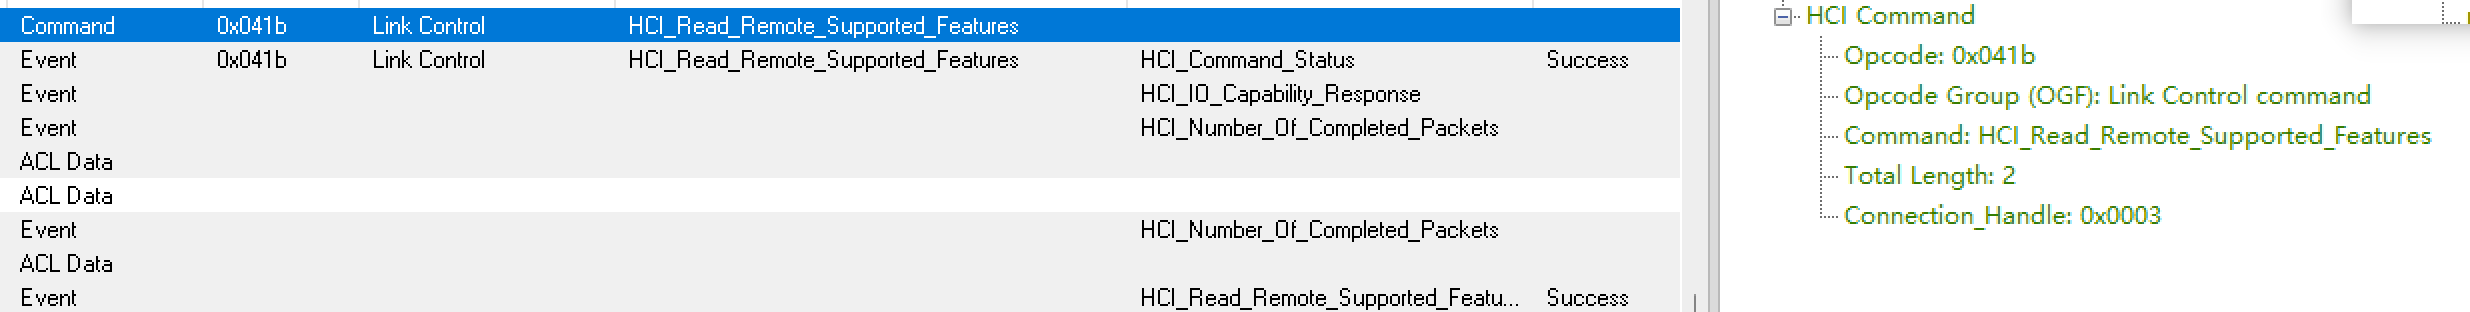 Command 0x041b Link Control HCI_Read_Remote_Supported_Features
Event 0x041b Link Control HCI_Read_Remote_Supported_Features HCI_Command_Status Success
Event HCI_IO_Capability_Response
Event HCI_Number_Of_Completed_Packets
ACL Data
ACL Data
Event HCI_Number_Of_Completed_Packets
ACL Data
Event HCI_Read_Remote_Supported_Featu... Success
HCI Command
Opcode: 0x041b
Opcode Group (OGF): Link Control command
Command: HCI_Read_Remote_Supported_Features
Total Length: 2
Connection_Handle: 0x0003